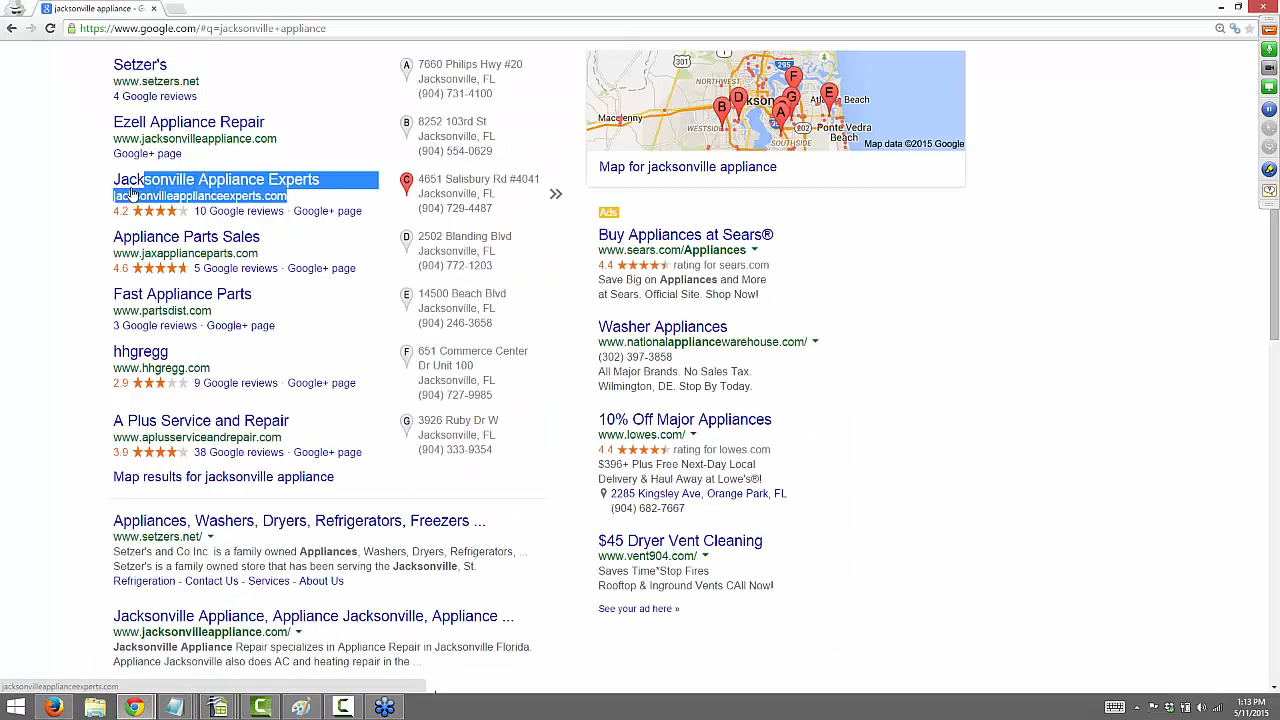 jacksonville appliance - G
https://www.google.com/#q=jacksonville+appliance
Setzer's
www.setzers.net
4 Google reviews
A
7660 Philips Hwy #20
Jacksonville, FL
(904) 731-4100
Ezell Appliance Repair
www.jacksonvilleappliance.com
Google+ page
B
8252 103rd St
Jacksonville, FL
(904) 554-0629
Jacksonville Appliance Experts
jacksonvilleapplianceexperts.com
4.2 10 Google reviews · Google+ page
C
4651 Salisbury Rd #4041
Jacksonville, FL
(904) 729-4487
Appliance Parts Sales
www.jaxapplianceparts.com
4.6 5 Google reviews · Google+ page
D
2502 Blanding Blvd
Jacksonville, FL
(904) 772-1203
Fast Appliance Parts
www.partsdist.com
3 Google reviews · Google+ page
E
14500 Beach Blvd
Jacksonville, FL
(904) 246-3658
hhgregg
www.hhgregg.com
2.9 9 Google reviews · Google+ page
F
651 Commerce Center
Dr Unit 100
Jacksonville, FL
(904) 727-9985
A Plus Service and Repair
www.aplusserviceandrepair.com
3.9 38 Google reviews · Google+ page
G
3926 Ruby Dr W
Jacksonville, FL
(904) 333-9354
Map results for jacksonville appliance
Appliances, Washers, Dryers, Refrigerators, Freezers ...
www.setzers.net/
Setzer's and Co Inc. is a family owned Appliances, Washers, Dryers, Refrigerators, ...
Setzer's is a family owned store that has been serving the Jacksonville, St.
Refrigeration - Contact Us - Services - About Us
Jacksonville Appliance, Appliance Jacksonville, Appliance ...
www.jacksonvilleappliance.com/
Jacksonville Appliance Repair specializes in Appliance Repair in Jacksonville Florida.
Appliance Jacksonville also does AC and heating repair in the ...
»
301
295
NORTHWEST
F
B
D
G
E
A
Atlantic Beach
Macclenny
WESTSIDE
802
Ponte Vedra
Beach
SOUTHSIDE
Map data ©2015 Google
Map for jacksonville appliance
Ads
Buy Appliances at Sears®
www.sears.com/Appliances
4.4 rating for sears.com
Save Big on Appliances and More
at Sears. Official Site. Shop Now!
Washer Appliances
www.nationalappliancewarehouse.com/
(302) 397-3858
All Major Brands. No Sales Tax.
Wilmington, DE. Stop By Today.
10% Off Major Appliances
www.lowes.com/
4.4 rating for lowes.com
$396+ Plus Free Next-Day Local
Delivery & Haul Away at Lowe's®!
2285 Kingsley Ave, Orange Park, FL
(904) 682-7667
$45 Dryer Vent Cleaning
www.vent904.com/
Saves Time*Stop Fires
Rooftop & Inground Vents CAll Now!
See your ad here »
jacksonvilleapplianceexperts.com
1:13 PM
5/11/2015